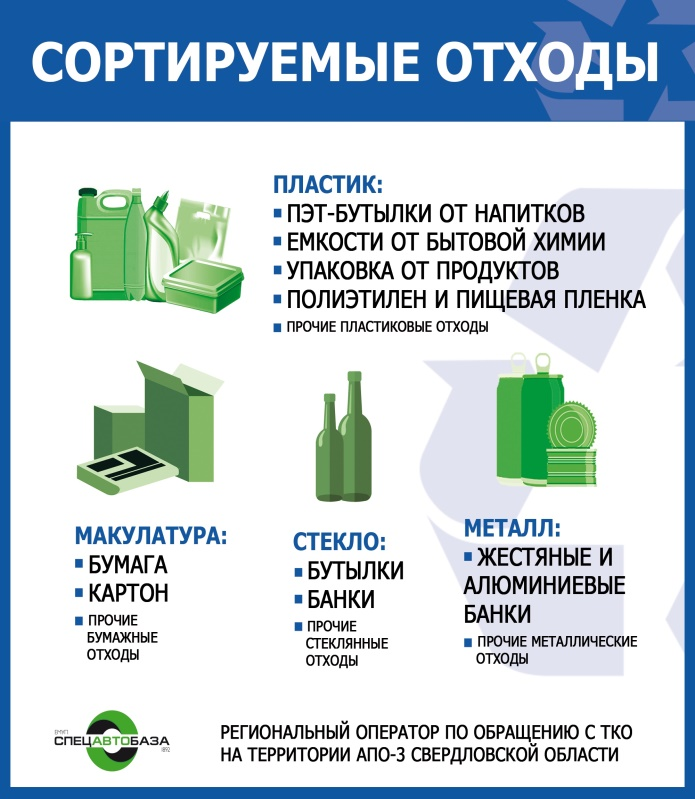 СОРТИРУЕМЫЕ ОТХОДЫ
ПЛАСТИК:
▪ ПЭТ-БУТЫЛКИ ОТ НАПИТКОВ
▪ ЕМКОСТИ ОТ БЫТОВОЙ ХИМИИ
▪ УПАКОВКА ОТ ПРОДУКТОВ
▪ ПОЛИЭТИЛЕН И ПИЩЕВАЯ ПЛЕНКА
▪ ПРОЧИЕ ПЛАСТИКОВЫЕ ОТХОДЫ
МАКУЛАТУРА:
▪ БУМАГА
▪ КАРТОН
▪ ПРОЧИЕ
БУМАЖНЫЕ
ОТХОДЫ
СТЕКЛО:
▪ БУТЫЛКИ
▪ БАНКИ
▪ ПРОЧИЕ
СТЕКЛЯННЫЕ
ОТХОДЫ
МЕТАЛЛ:
▪ ЖЕСТЯНЫЕ И
АЛЮМИНИЕВЫЕ
БАНКИ
▪ ПРОЧИЕ МЕТАЛЛИЧЕСКИЕ
ОТХОДЫ
ЕМУП
СПЕЦАВТОБАЗА
1892
РЕГИОНАЛЬНЫЙ ОПЕРАТОР ПО ОБРАЩЕНИЮ С ТКО
НА ТЕРРИТОРИИ АПО-3 СВЕРДЛОВСКОЙ ОБЛАСТИ